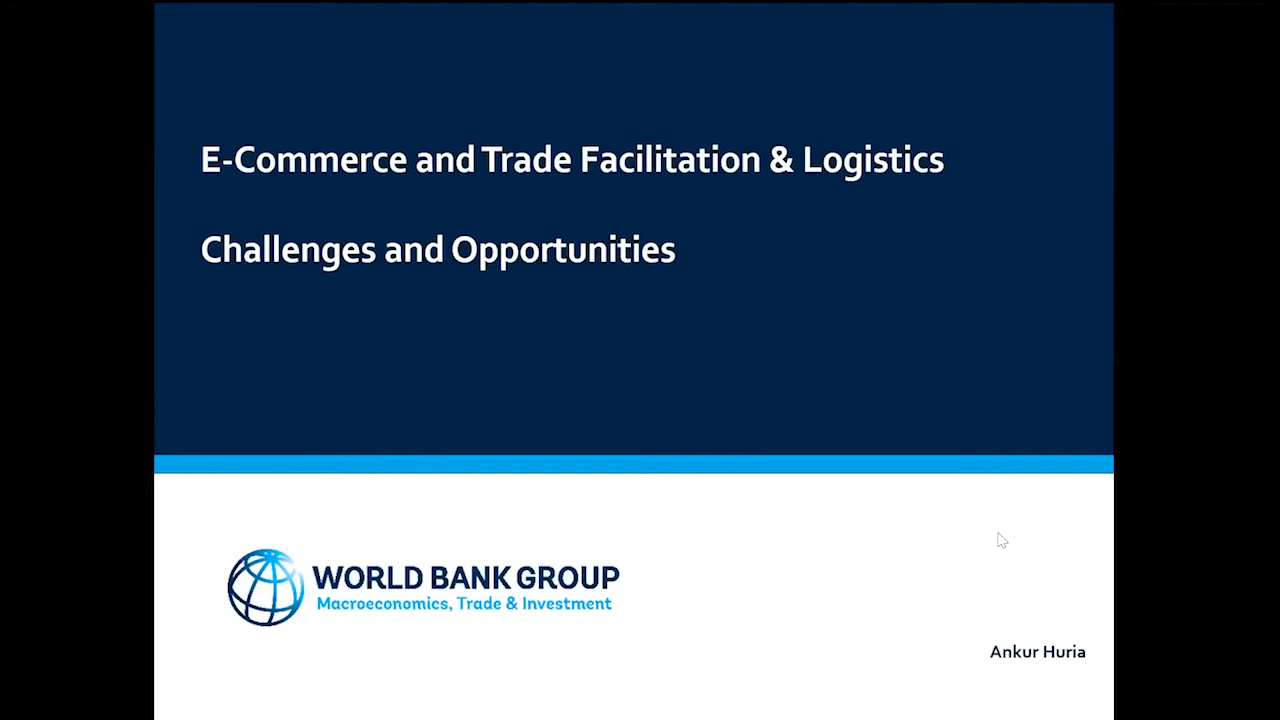 E-Commerce and Trade Facilitation & Logistics
Challenges and Opportunities
WORLD BANK GROUP
Macroeconomics, Trade & Investment
Ankur Huria